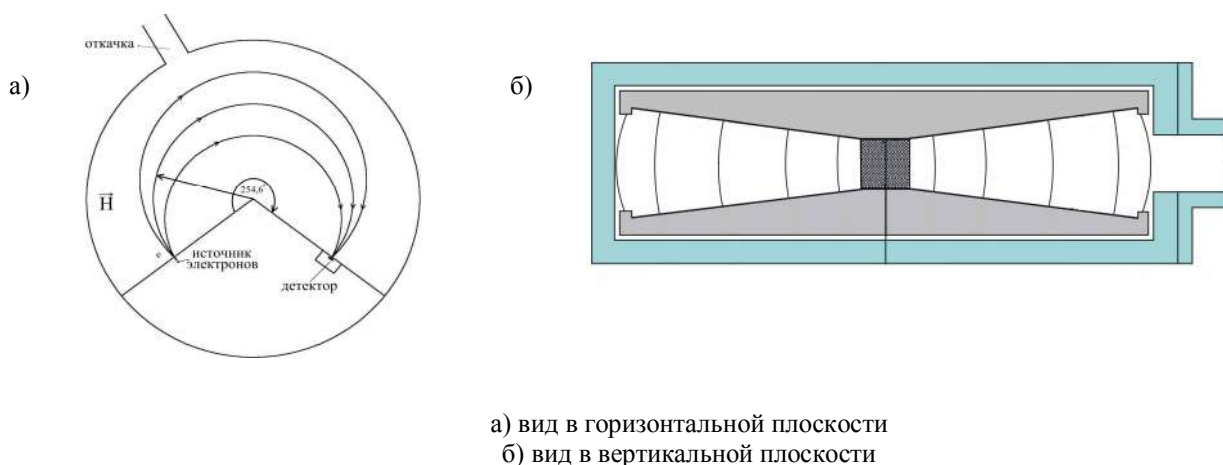 откачка
а)
б)
254,6
H
e
источник
электронов
детектор
а) вид в горизонтальной плоскости
б) вид в вертикальной плоскости